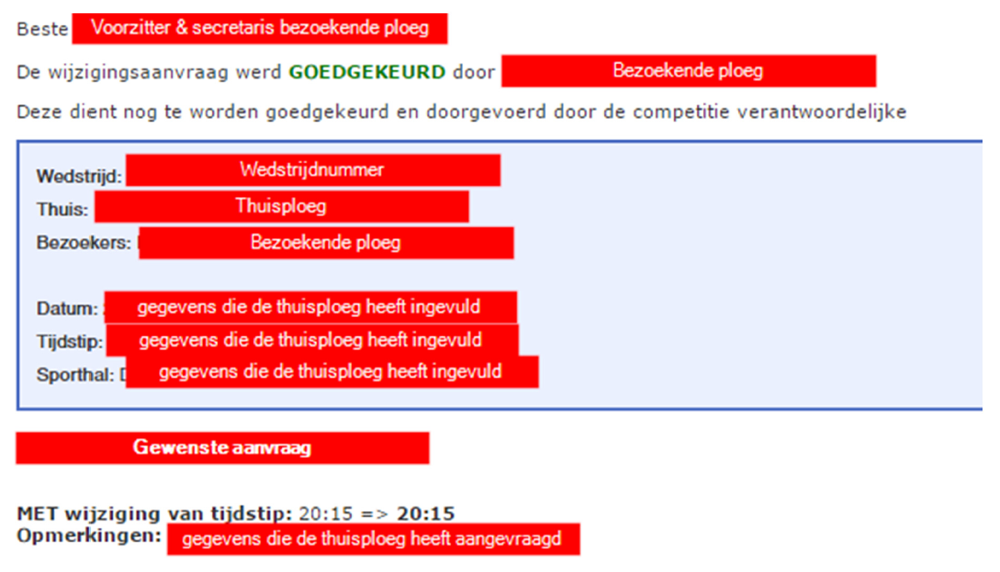 Beste Voorzitter & secretaris bezoekende ploeg
De wijzigingsaanvraag werd GOEDGEKEURD door Bezoekende ploeg
Deze dient nog te worden goedgekeurd en doorgevoerd door de competitie verantwoordelijke
Wedstrijd: Wedstrijdnummer
Thuis: Thuisploeg
Bezoekers: Bezoekende ploeg
Datum: gegevens die de thuisploeg heeft ingevuld
Tijdstip: gegevens die de thuisploeg heeft ingevuld
Sporthal: gegevens die de thuisploeg heeft ingevuld
Gewenste aanvraag
MET wijziging van tijdstip: 20:15 => 20:15
Opmerkingen: gegevens die de thuisploeg heeft aangevraagd